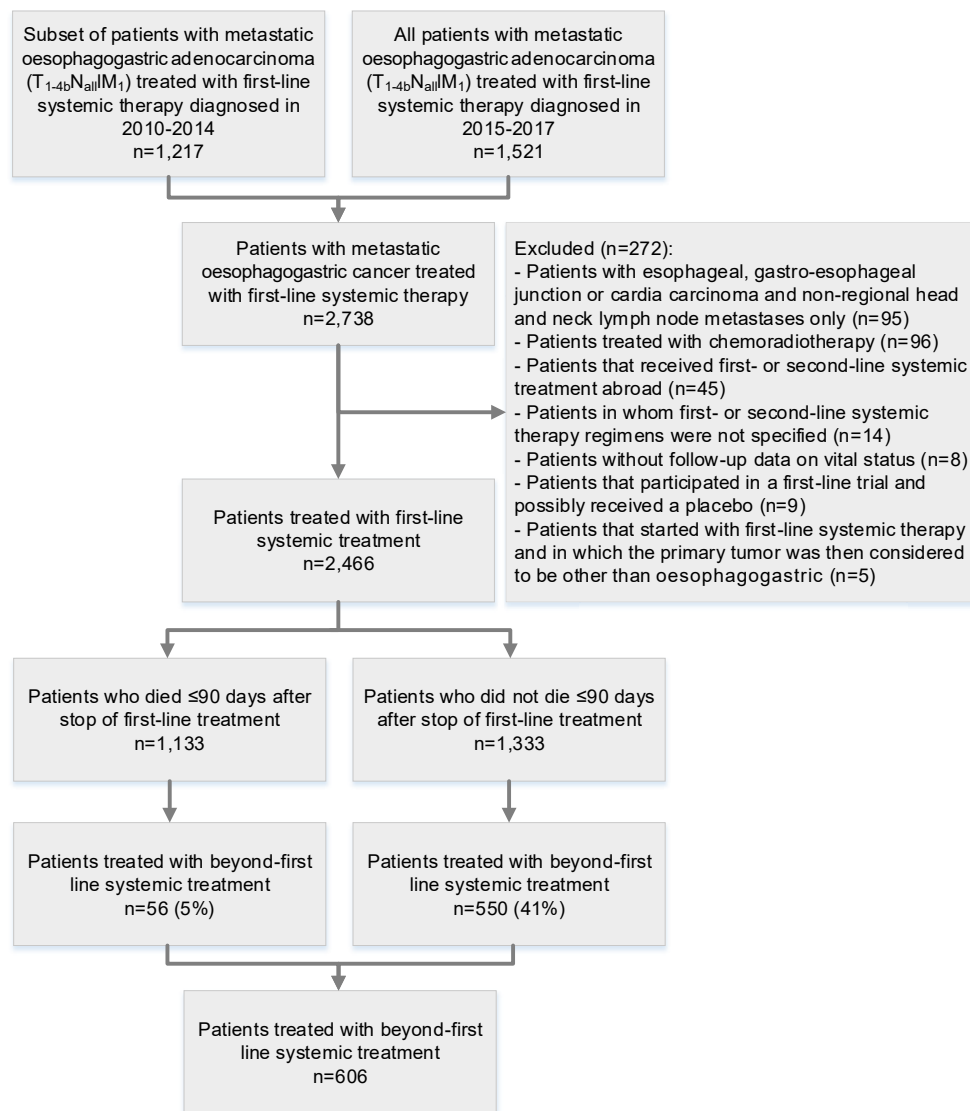 Subset of patients with metastatic
oesophagogastric adenocarcinoma
(T1-4bNallIM1) treated with first-line
systemic therapy diagnosed in
2010-2014
n=1,217
All patients with metastatic
oesophagogastric adenocarcinoma
(T1-4bNallIM1) treated with first-line
systemic therapy diagnosed in
2015-2017
n=1,521
Patients with metastatic
oesophagogastric cancer treated
with first-line systemic therapy
n=2,738
Excluded (n=272):
- Patients with esophageal, gastro-esophageal
junction or cardia carcinoma and non-regional head
and neck lymph node metastases only (n=95)
- Patients treated with chemoradiotherapy (n=96)
- Patients that received first- or second-line systemic
treatment abroad (n=45)
- Patients in whom first- or second-line systemic
therapy regimens were not specified (n=14)
- Patients without follow-up data on vital status (n=8)
- Patients that participated in a first-line trial and
possibly received a placebo (n=9)
- Patients that started with first-line systemic therapy
and in which the primary tumor was then considered
to be other than oesophagogastric (n=5)
Patients treated with first-line
systemic treatment
n=2,466
Patients who died ≤90 days after
stop of first-line treatment
n=1,133
Patients who did not die ≤90 days
after stop of first-line treatment
n=1,333
Patients treated with beyond-first
line systemic treatment
n=56 (5%)
Patients treated with beyond-first
line systemic treatment
n=550 (41%)
Patients treated with beyond-first
line systemic treatment
n=606